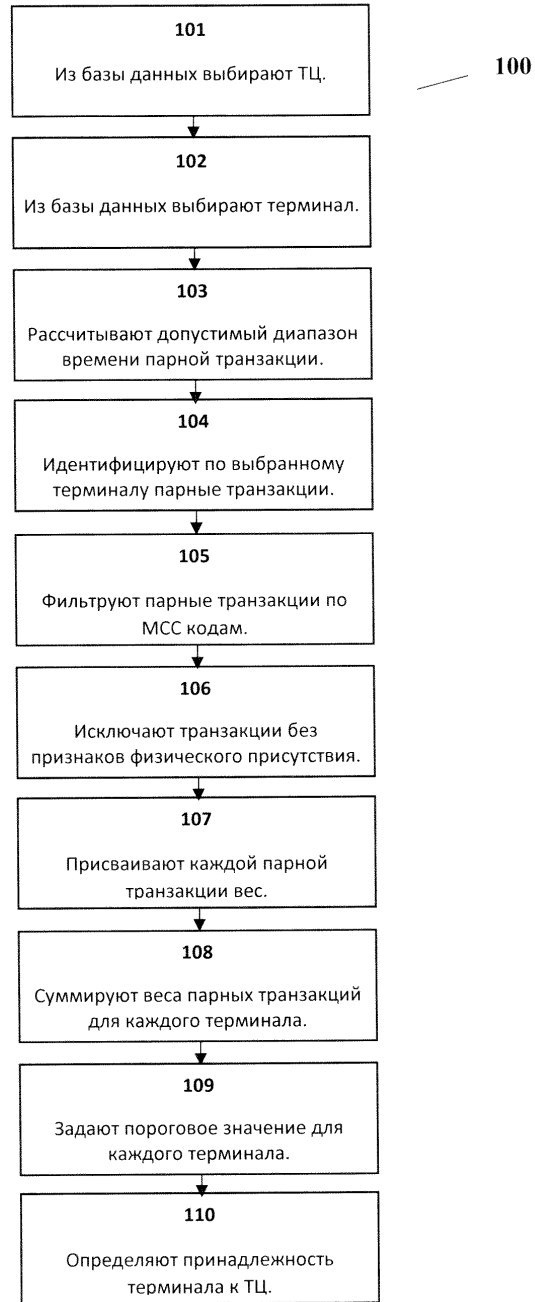 101
Из базы данных выбирают ТЦ.
100
102
Из базы данных выбирают терминал.
103
Рассчитывают допустимый диапазон
времени парной транзакции.
104
Идентифицируют по выбранному
терминалу парные транзакции.
105
Фильтруют парные транзакции по
МСС кодам.
106
Исключают транзакции без
признаков физического присутствия.
107
Присваивают каждой парной
транзакции вес.
108
Суммируют веса парных транзакций
для каждого терминала.
109
Задают пороговое значение для
каждого терминала.
110
Определяют принадлежность
терминала к ТЦ.